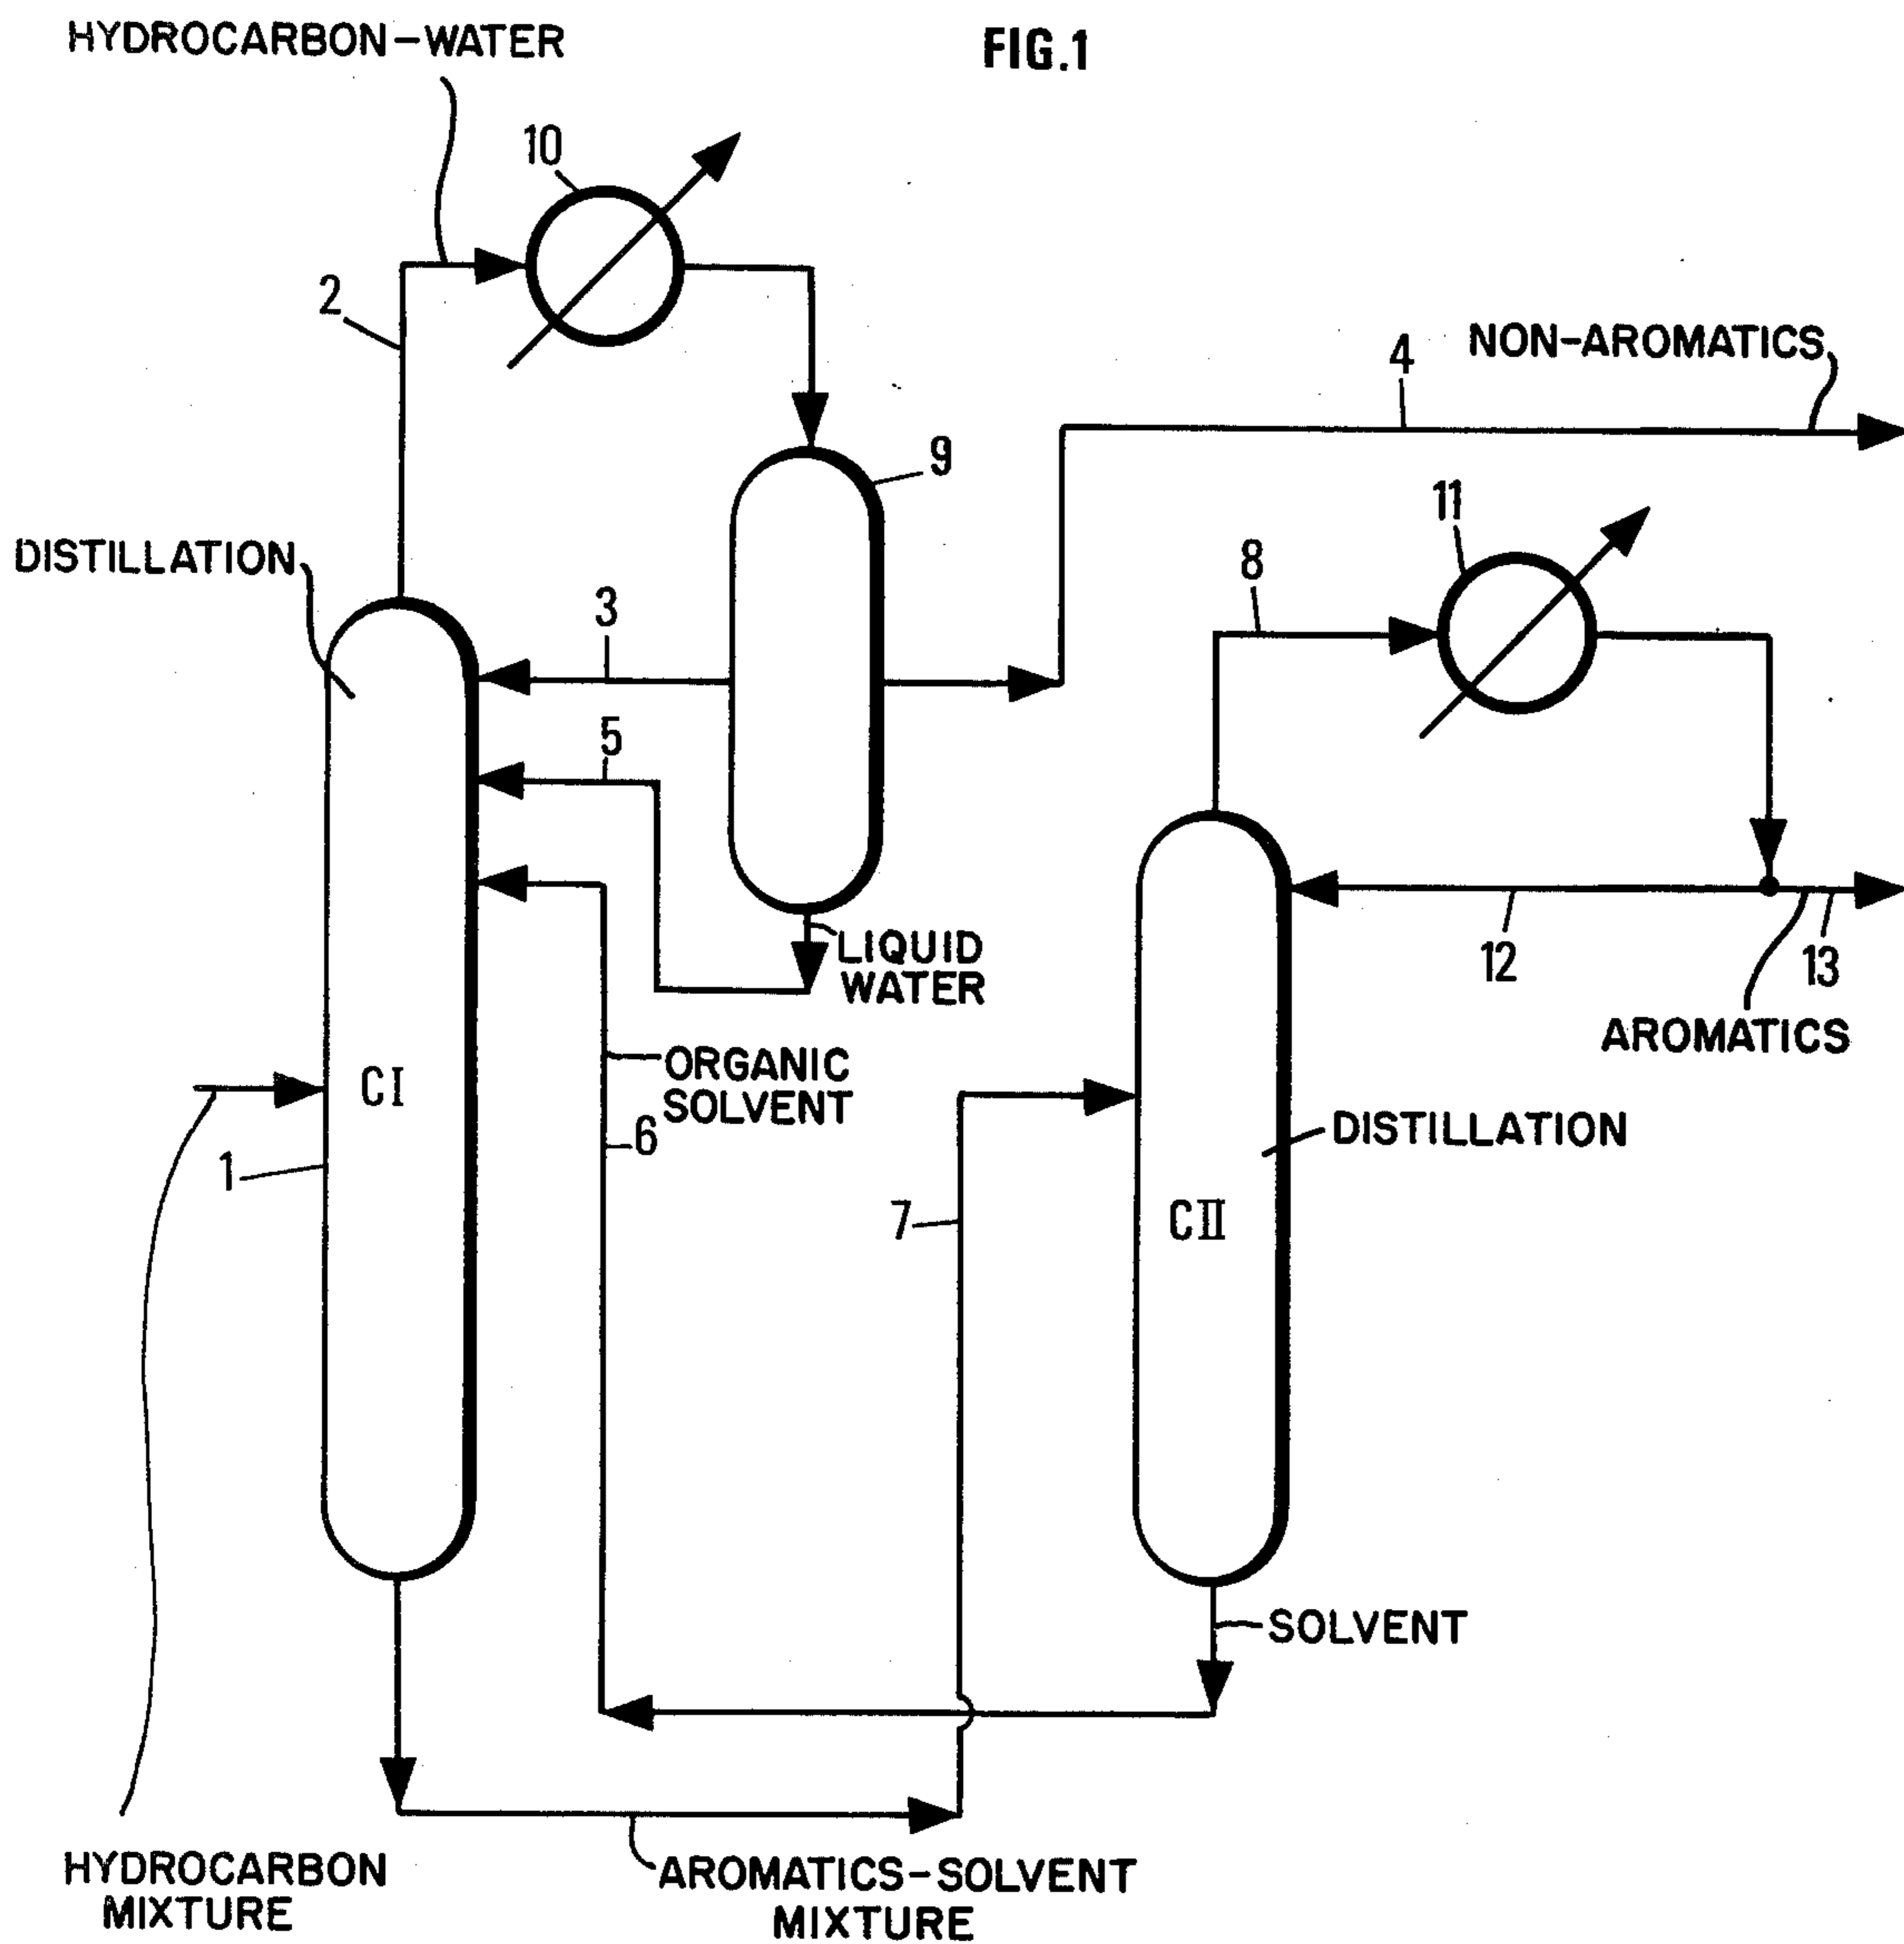 HYDROCARBON-WATER
FIG.1
10
2
4
NON-AROMATICS
9
11
DISTILLATION
8
3
5
LIQUID
WATER
12
13
AROMATICS
ORGANIC
SOLVENT
CI
6
DISTILLATION
1
7
CII
SOLVENT
HYDROCARBON
MIXTURE
AROMATICS-SOLVENT
MIXTURE